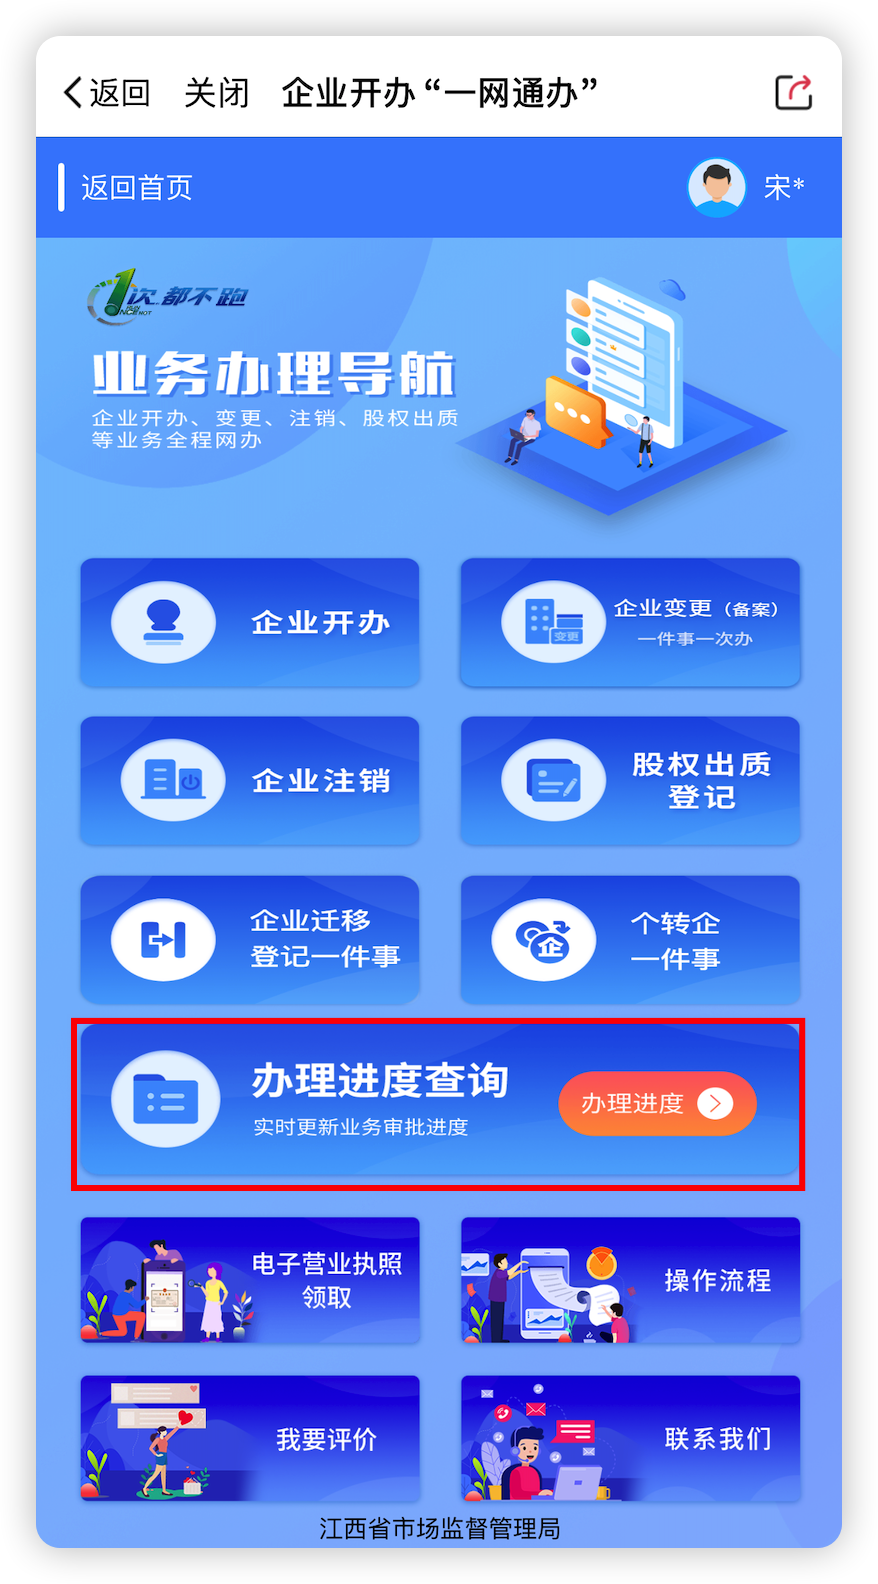 返回 关闭 企业开办“一网通办”
返回首页 宋*
1次都不跑
RUN
ONCE NOT
业务办理导航
企业开办、变更、注销、股权出质
等业务全程网办
企业开办
变更
企业变更（备案）
一件事一次办
企业注销
股权出质
登记
企业迁移
登记一件事
企
个转企
一件事
办理进度查询
实时更新业务审批进度
办理进度
电子营业执照
领取
操作流程
我要评价
联系我们
江西省市场监督管理局